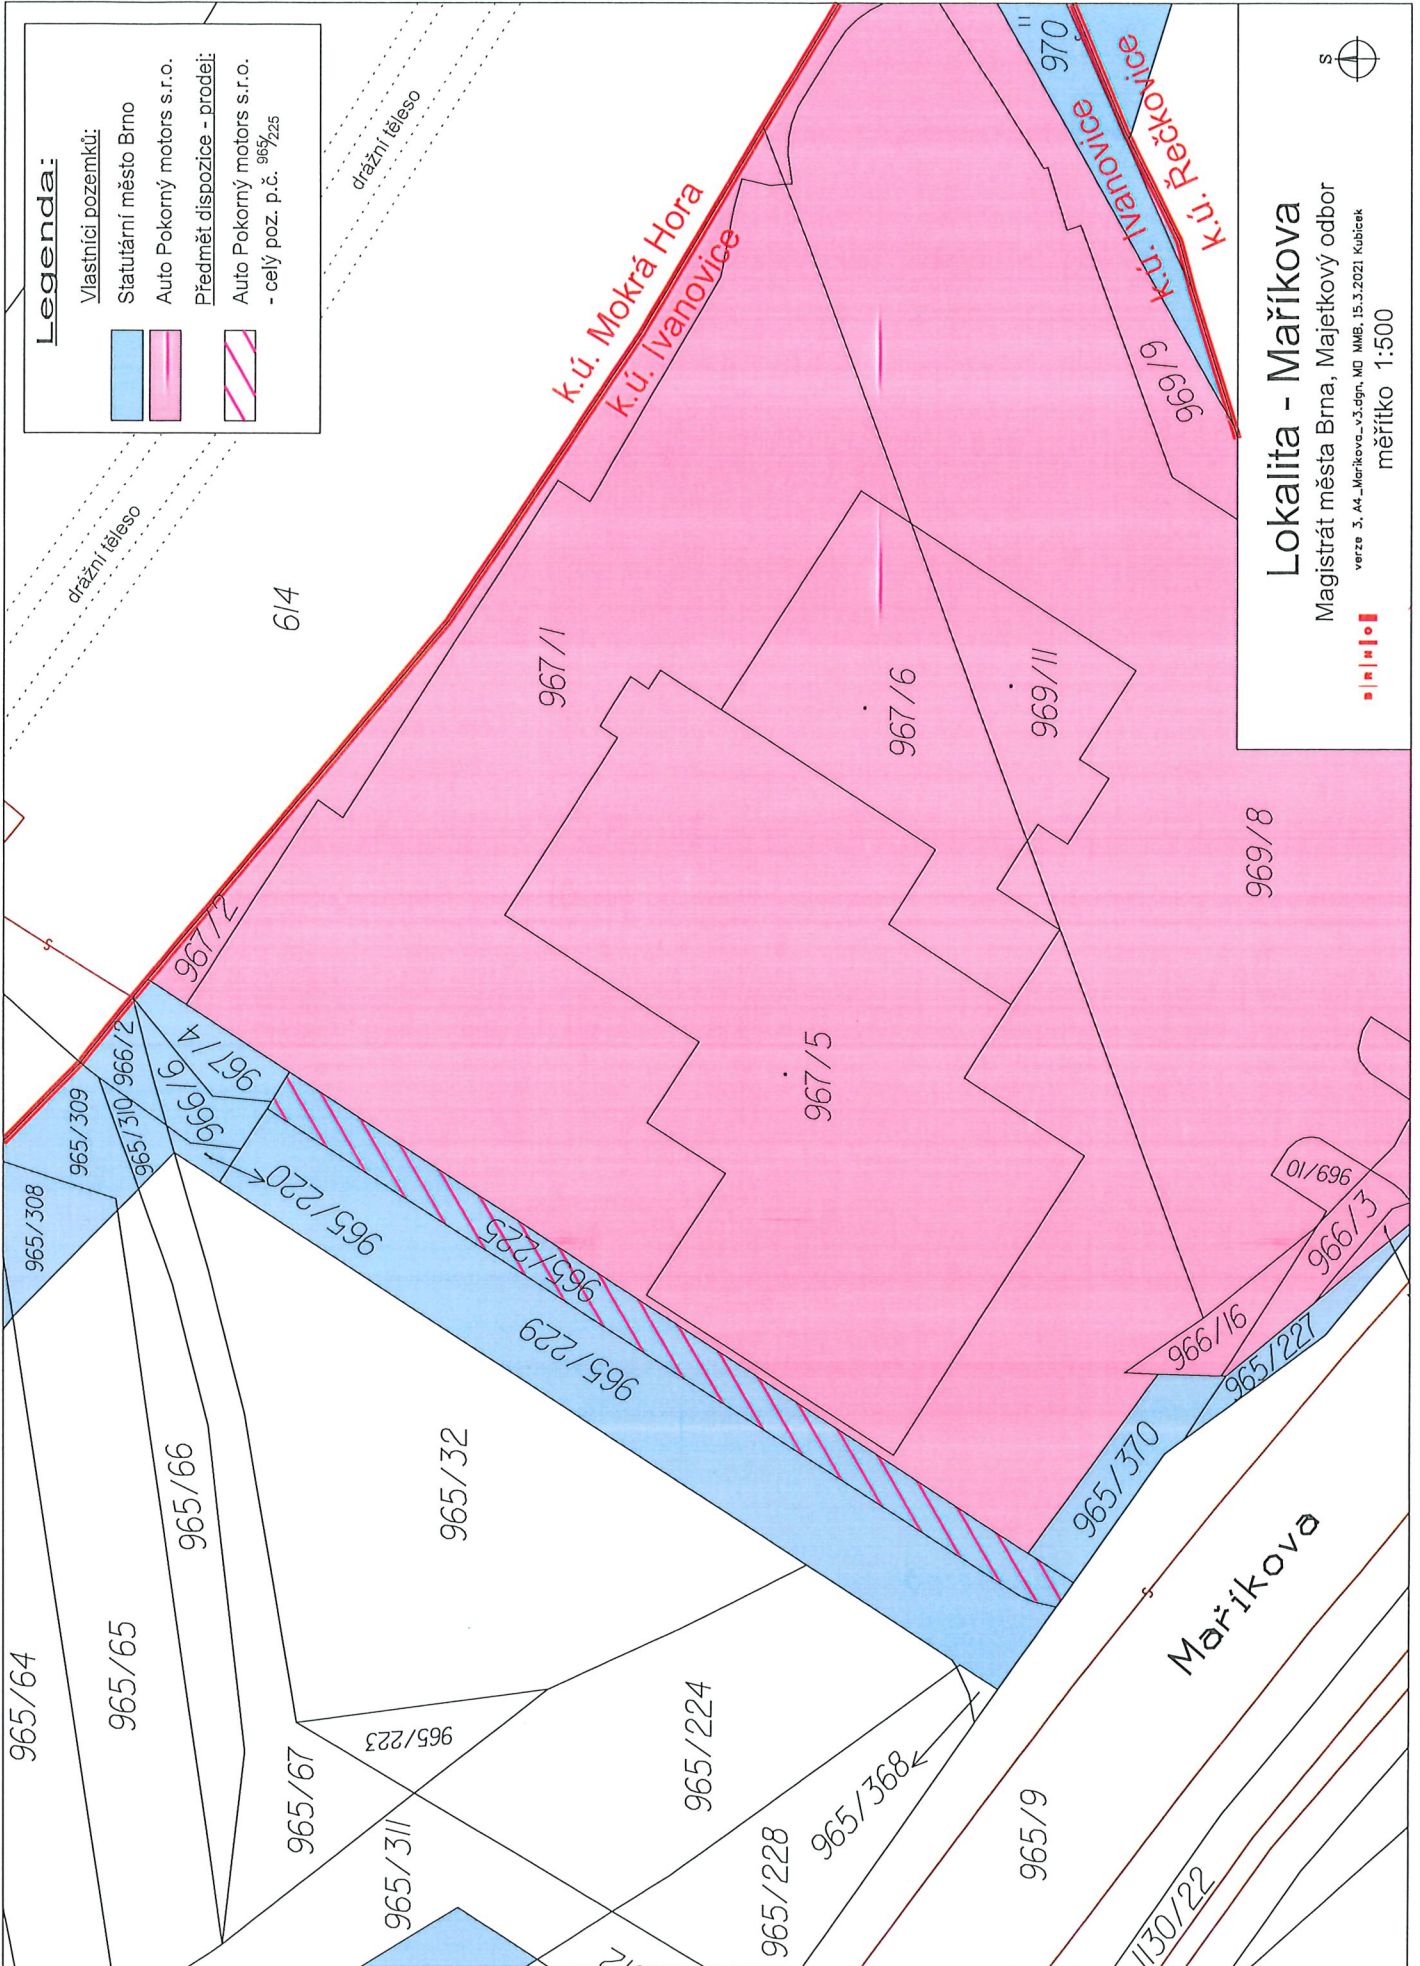 Legenda:
Vlastníci pozemků:
Statutární město Brno
Auto Pokorný motors s.r.o.
Předmět dispozice - prodej:
Auto Pokorný motors s.r.o.
- celý poz. p.č. 965/225
drážní těleso
drážní těleso
614
k.ú. Mokrá Hora
k.ú. Ivanovice
970
k.ú. Ivanovice
k.ú. Řečkovice
969/9
967/1
967/2
967/6
969/11
967/5
969/8
969/10
966/3
966/16
965/227
965/370
967/4
966/2
966/6
965/310
965/309
965/308
965/220
965/225
965/229
965/32
965/66
965/65
965/64
965/67
965/223
965/224
965/311
965/228
965/368
965/9
1130/22
Maříkova
S
Lokalita - Maříkova
Magistrát města Brna, Majetkový odbor
verze 3, A4_Marikova_v3.dgn, MO MMB, 15.3.2021 Kubicek
měřítko 1:500
B|R|N|O